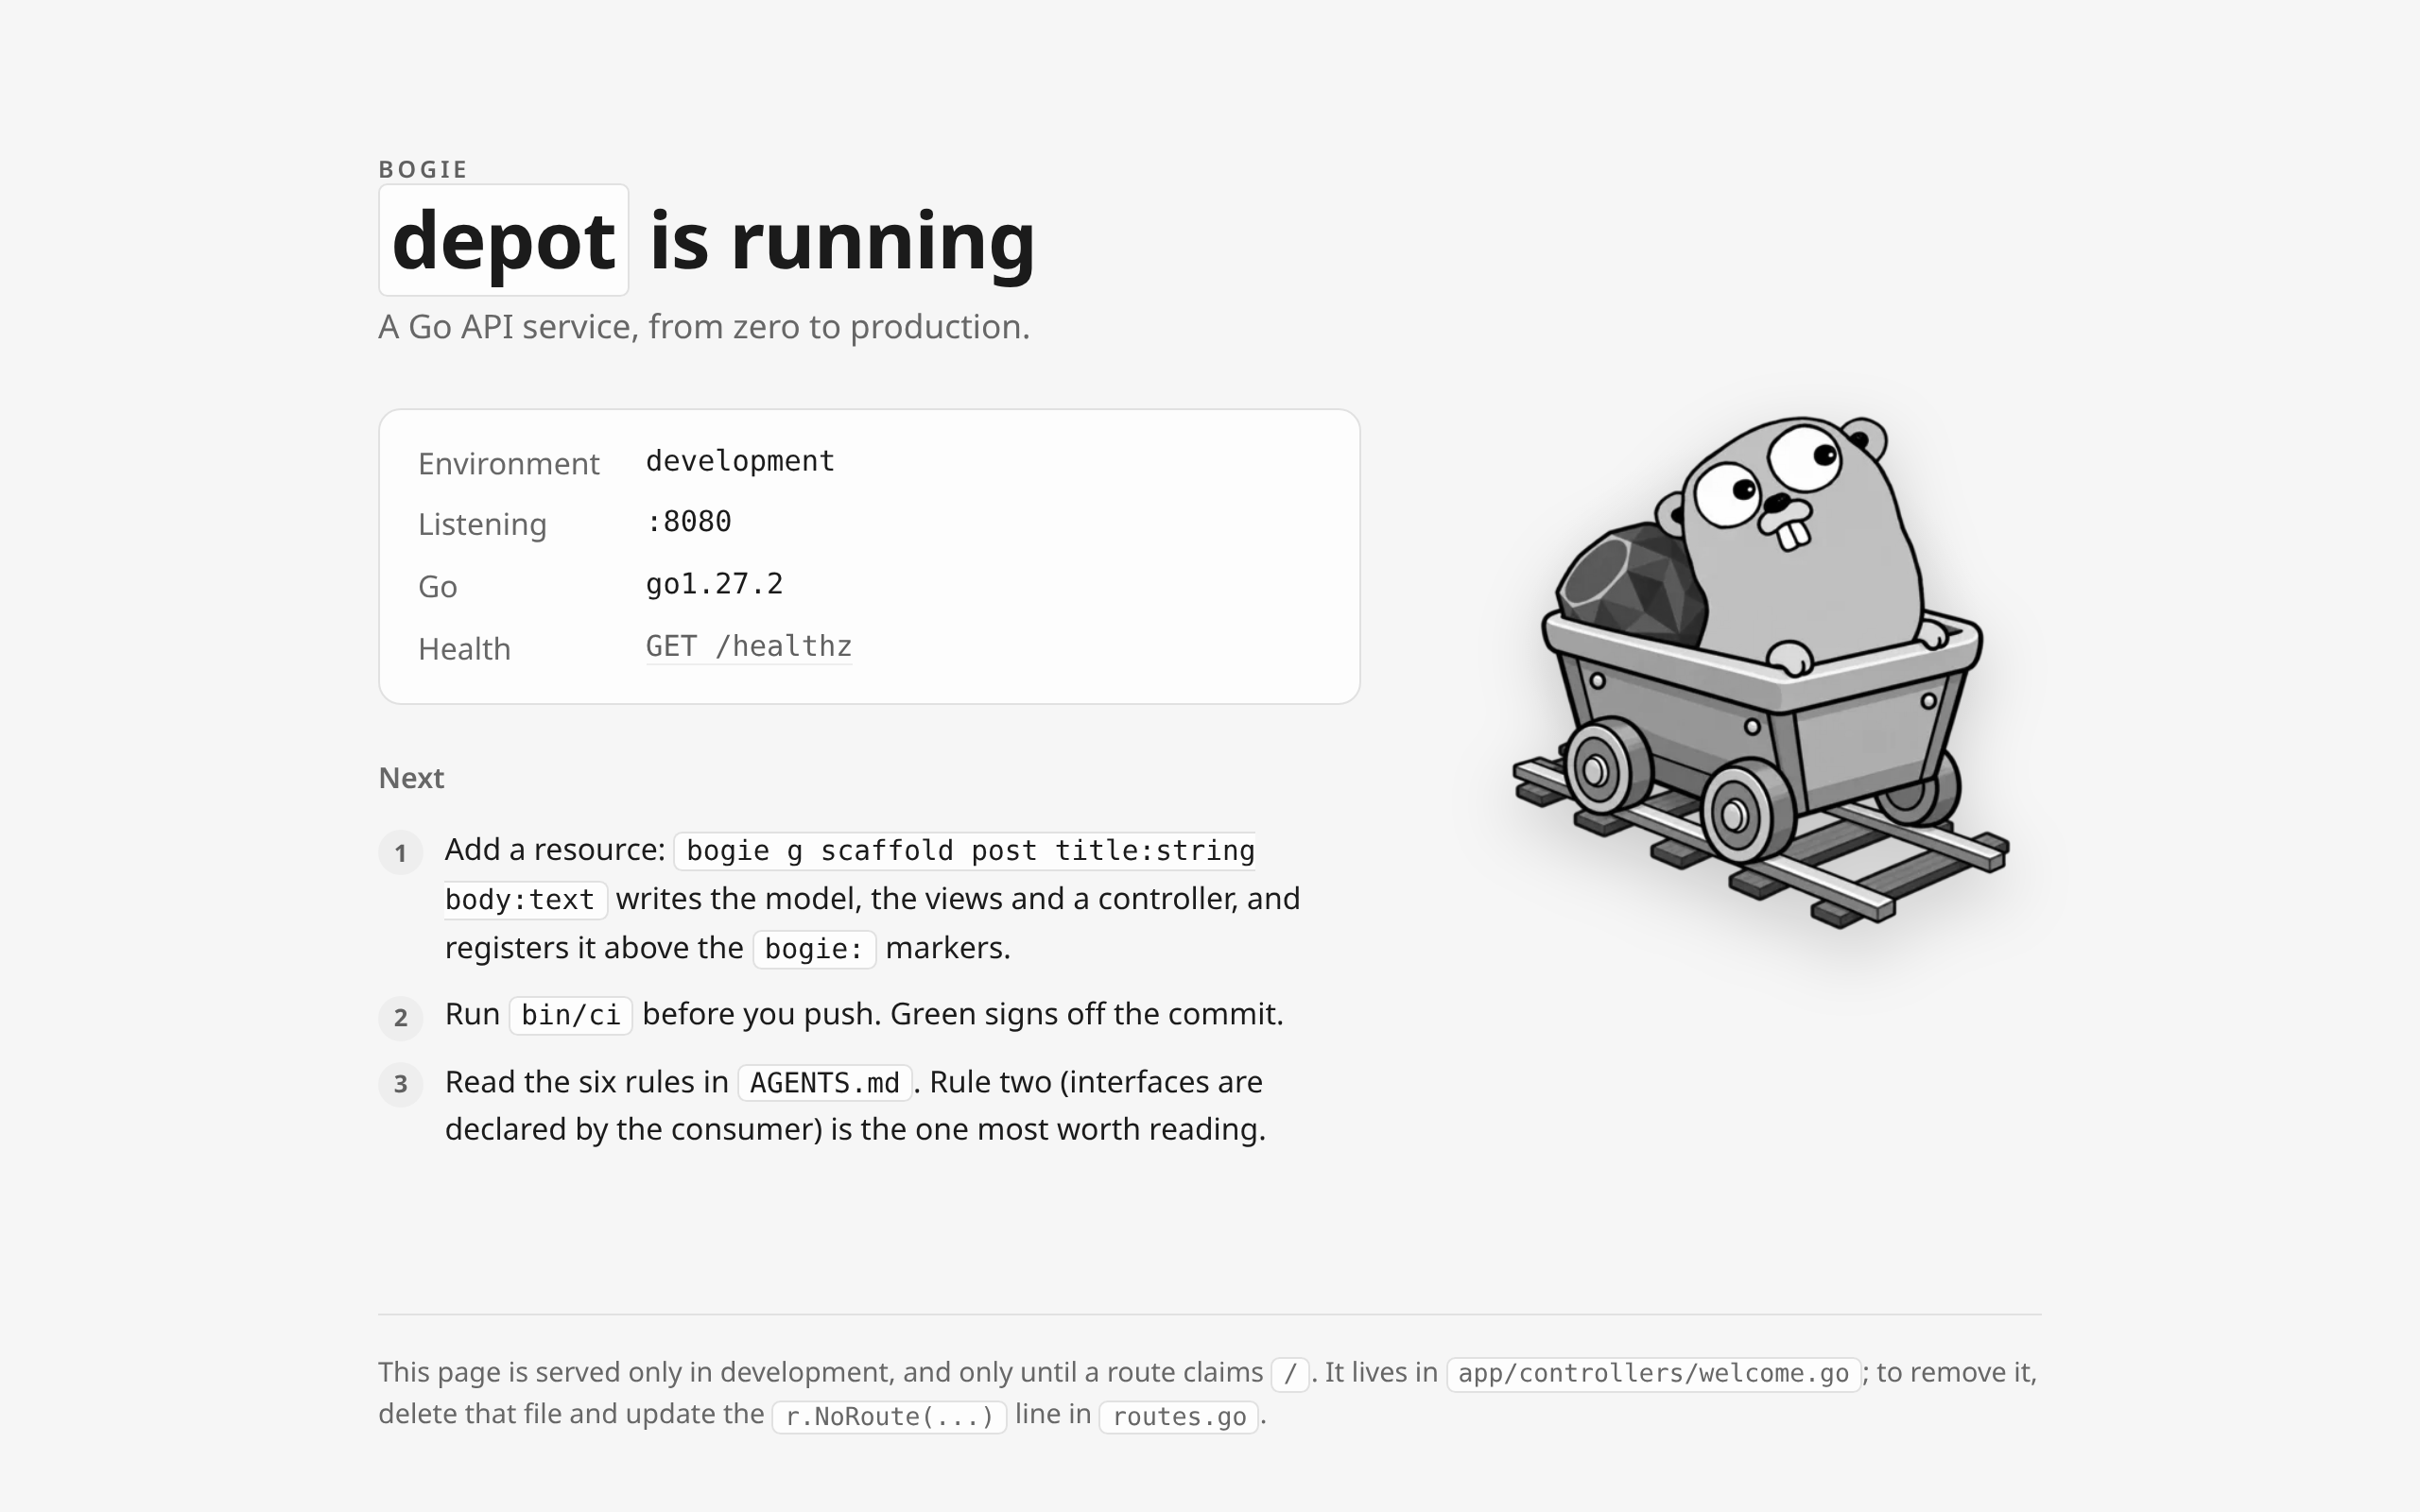 BOGIE
depot is running
A Go API service, from zero to production.
Environment development
Listening :8080
Go go1.27.2
Health GET /healthz
Next
1 Add a resource: bogie g scaffold post title:string
body:text writes the model, the views and a controller, and
registers it above the bogie: markers.
2 Run bin/ci before you push. Green signs off the commit.
3 Read the six rules in AGENTS.md. Rule two (interfaces are
declared by the consumer) is the one most worth reading.
This page is served only in development, and only until a route claims /. It lives in app/controllers/welcome.go; to remove it,
delete that file and update the r.NoRoute(...) line in routes.go.